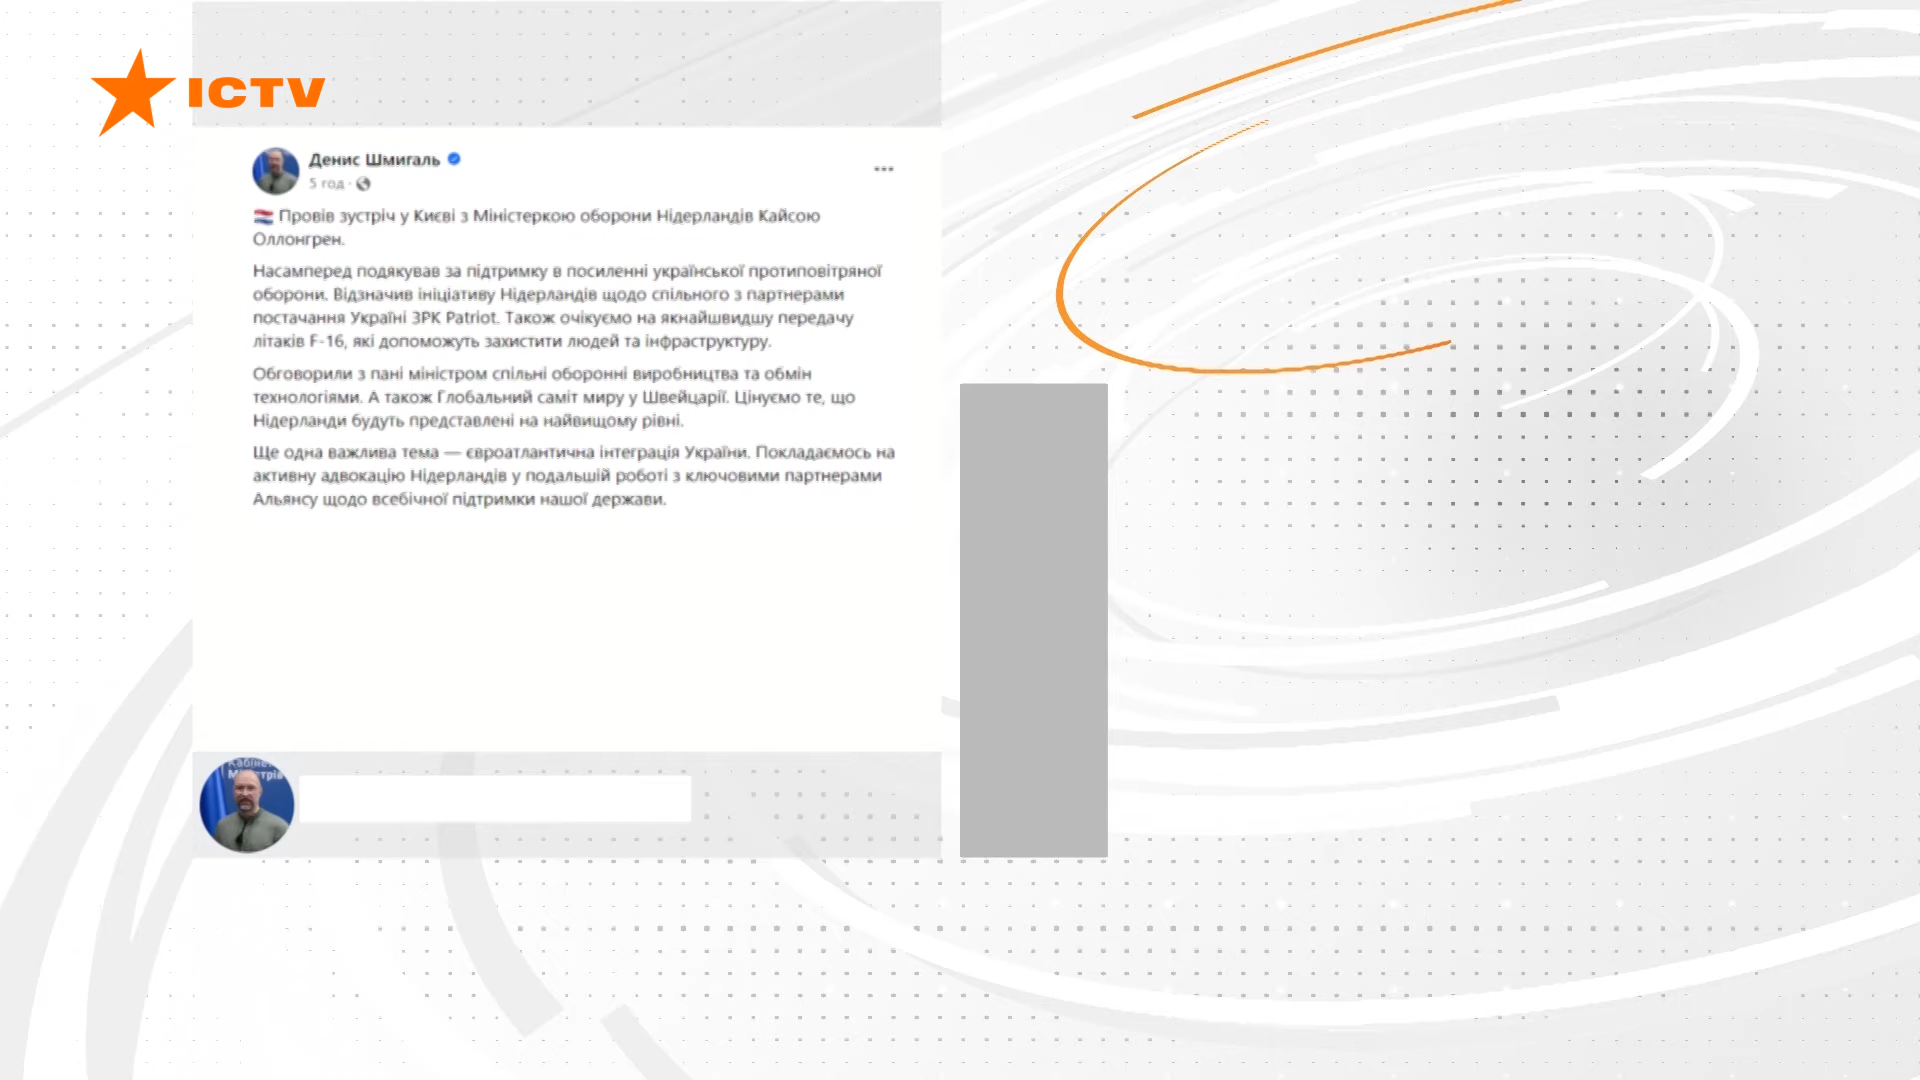 ICTV
Денис Шмигаль
5 год ·
Провів зустріч у Києві з Міністеркою оборони Нідерландів Кайсою
Оллонгрен.
Насамперед подякував за підтримку в посиленні української протиповітряної
оборони. Відзначив ініціативу Нідерландів щодо спільного з партнерами
постачання Україні ЗРК Patriot. Також очікуємо на якнайшвидшу передачу
літаків F-16, які допоможуть захистити людей та інфраструктуру.
Обговорили з пані міністром спільні оборонні виробництва та обмін
технологіями. А також Глобальний саміт миру у Швейцарії. Цінуємо те, що
Нідерланди будуть представлені на найвищому рівні.
Ще одна важлива тема — євроатлантична інтеграція України. Покладаємось на
активну адвокацію Нідерландів у подальшій роботі з ключовими партнерами
Альянсу щодо всебічної підтримки нашої держави.